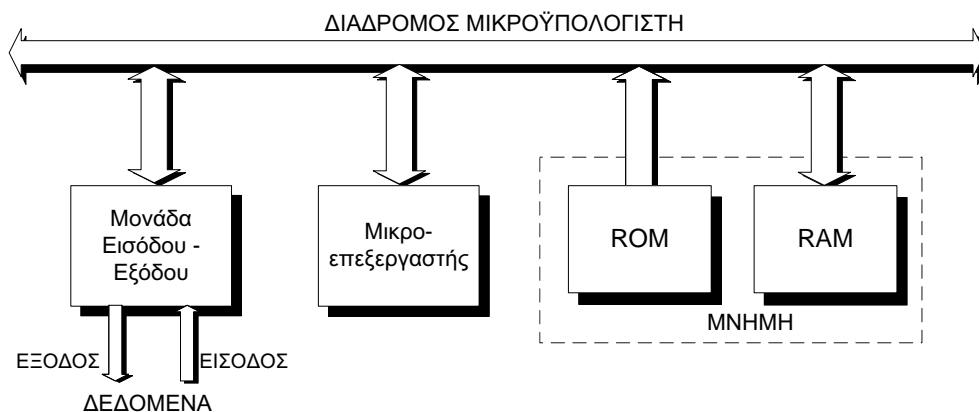 ΔΙΑΔΡΟΜΟΣ ΜΙΚΡΟΫΠΟΛΟΓΙΣΤΗ
Μονάδα
Εισόδου -
Εξόδου
Μικρο-
επεξεργαστής
ROM
RAM
ΜΝΗΜΗ
ΕΞΟΔΟΣ
ΕΙΣΟΔΟΣ
ΔΕΔΟΜΕΝΑ